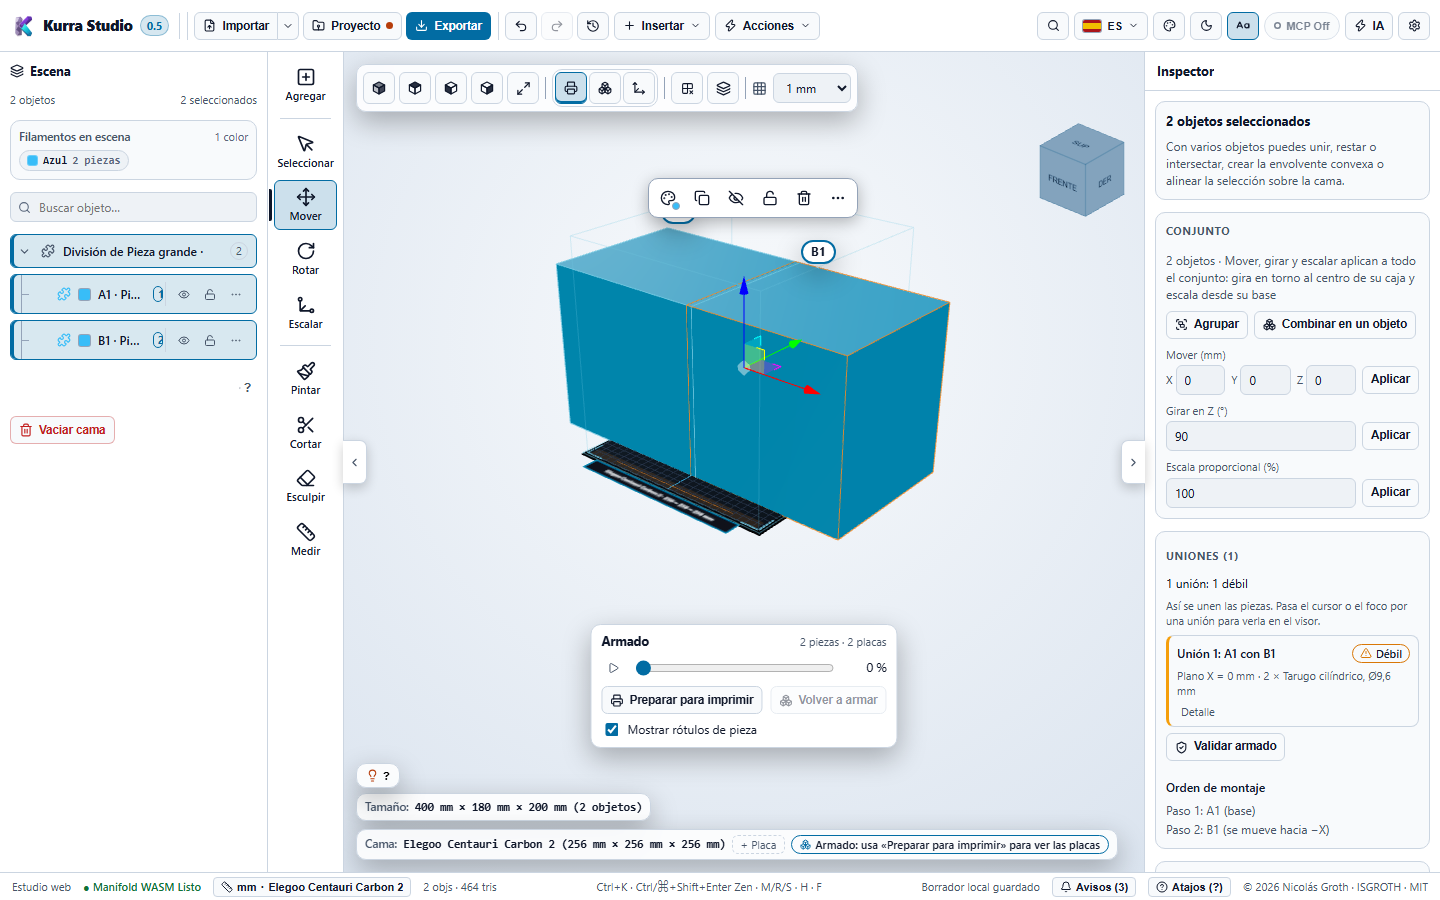 Kurra Studio 0.5 Importar Proyecto Exportar Insertar Acciones ES Aa MCP Off IA
Escena
2 objetos 2 seleccionados
Filamentos en escena 1 color
Azul 2 piezas
Buscar objeto...
División de Pieza grande · 2
A1 · Pi... 1
B1 · Pi... 2
· ?
Vaciar cama
Agregar
Seleccionar
Mover
Rotar
Escalar
Pintar
Cortar
Esculpir
Medir
1 mm
SUP
FRENTE
DER
B1
Armado 2 piezas · 2 placas
0 %
Preparar para imprimir Volver a armar
Mostrar rótulos de pieza
?
Tamaño: 400 mm × 180 mm × 200 mm (2 objetos)
Cama: Elegoo Centauri Carbon 2 (256 mm × 256 mm × 256 mm) + Placa Armado: usa «Preparar para imprimir» para ver las placas
Inspector
2 objetos seleccionados
Con varios objetos puedes unir, restar o
intersectar, crear la envolvente convexa o
alinear la selección sobre la cama.
CONJUNTO
2 objetos · Mover, girar y escalar aplican a todo
el conjunto: gira en torno al centro de su caja y
escala desde su base
Agrupar Combinar en un objeto
Mover (mm)
X 0 Y 0 Z 0 Aplicar
Girar en Z (°)
90 Aplicar
Escala proporcional (%)
100 Aplicar
UNIONES (1)
1 unión: 1 débil
Así se unen las piezas. Pasa el cursor o el foco por
una unión para verla en el visor.
Unión 1: A1 con B1 Débil
Plano X = 0 mm · 2 × Tarugo cilíndrico, Ø9,6
mm
Detalle
Validar armado
Orden de montaje
Paso 1: A1 (base)
Paso 2: B1 (se mueve hacia −X)
Estudio web Manifold WASM Listo mm · Elegoo Centauri Carbon 2 2 objs · 464 tris Ctrl+K · Ctrl/⌘+Shift+Enter Zen · M/R/S · H · F Borrador local guardado Avisos (3) Atajos (?) © 2026 Nicolás Groth · ISGROTH · MIT